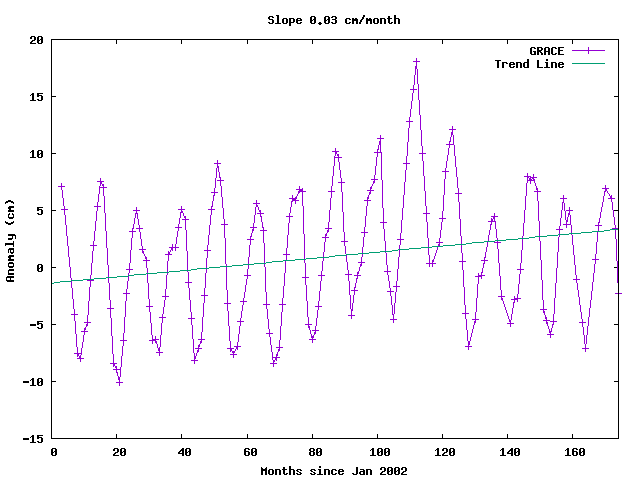 Slope 0.03 cm/month
GRACE
Trend Line
20
15
10
5
0
-5
-10
-15
Anomaly (cm)
0 20 40 60 80 100 120 140 160
Months since Jan 2002